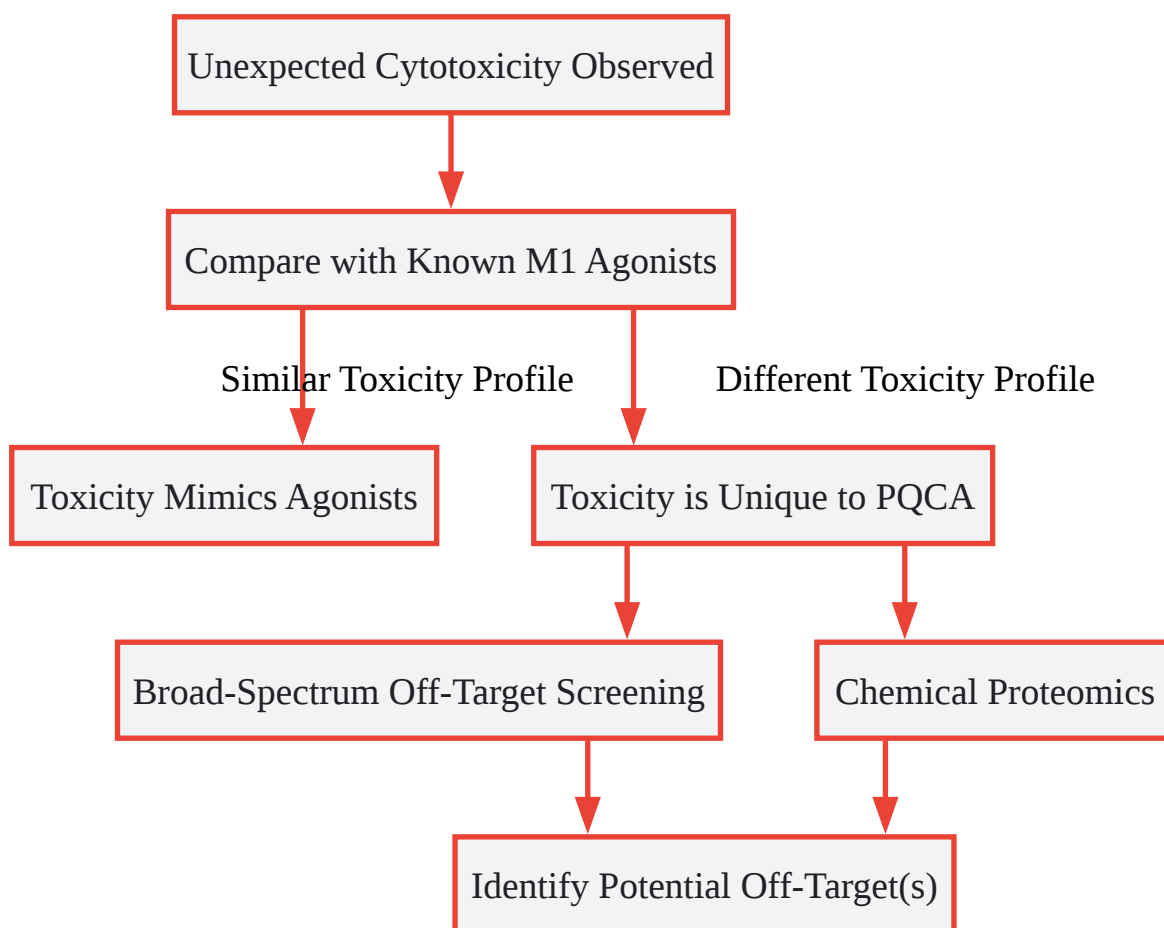 Unexpected Cytotoxicity Observed
Compare with Known M1 Agonists
Similar Toxicity Profile
Different Toxicity Profile
Toxicity Mimics Agonists
Toxicity is Unique to PQCA
Broad-Spectrum Off-Target Screening
Chemical Proteomics
Identify Potential Off-Target(s)